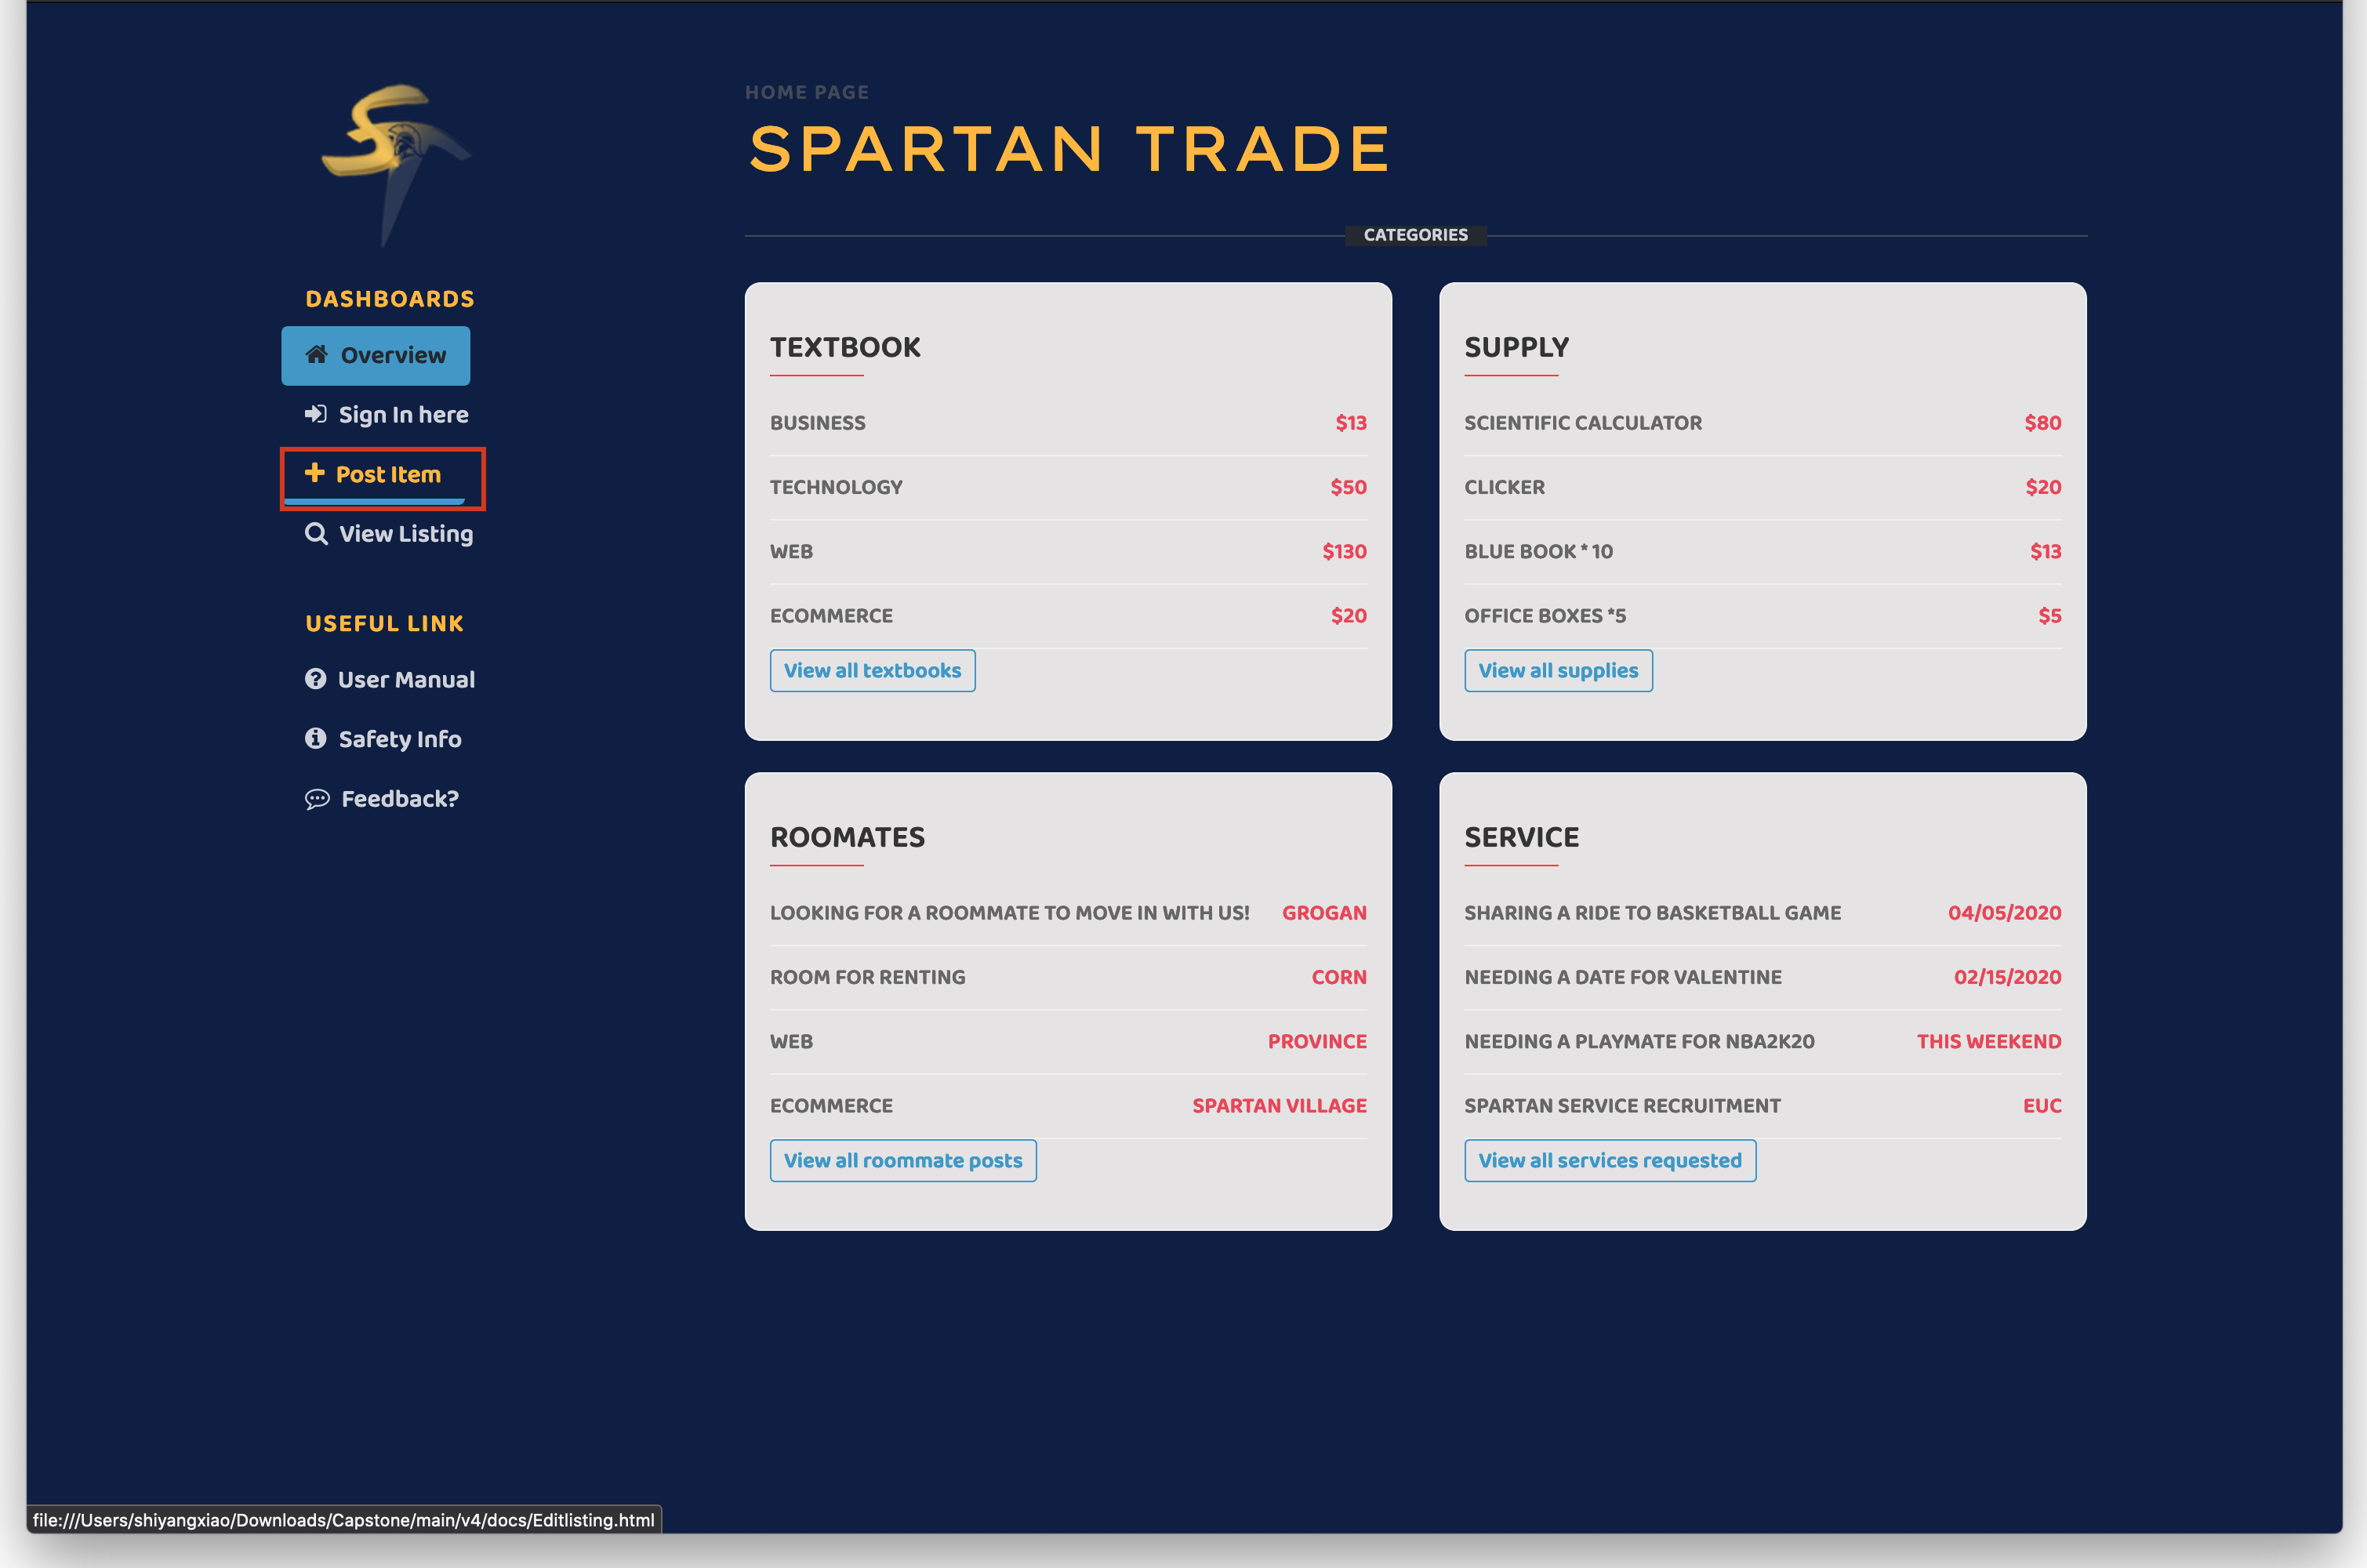 HOME PAGE
SPARTAN TRADE
CATEGORIES
DASHBOARDS
Overview
Sign In here
Post Item
View Listing
USEFUL LINK
User Manual
Safety Info
Feedback?
TEXTBOOK
BUSINESS $13
TECHNOLOGY $50
WEB $130
ECOMMERCE $20
View all textbooks
SUPPLY
SCIENTIFIC CALCULATOR $80
CLICKER $20
BLUE BOOK * 10 $13
OFFICE BOXES *5 $5
View all supplies
ROOMATES
LOOKING FOR A ROOMMATE TO MOVE IN WITH US! GROGAN
ROOM FOR RENTING CORN
WEB PROVINCE
ECOMMERCE SPARTAN VILLAGE
View all roommate posts
SERVICE
SHARING A RIDE TO BASKETBALL GAME 04/05/2020
NEEDING A DATE FOR VALENTINE 02/15/2020
NEEDING A PLAYMATE FOR NBA2K20 THIS WEEKEND
SPARTAN SERVICE RECRUITMENT EUC
View all services requested
file:///Users/shiyangxiao/Downloads/Capstone/main/v4/docs/Editlisting.html